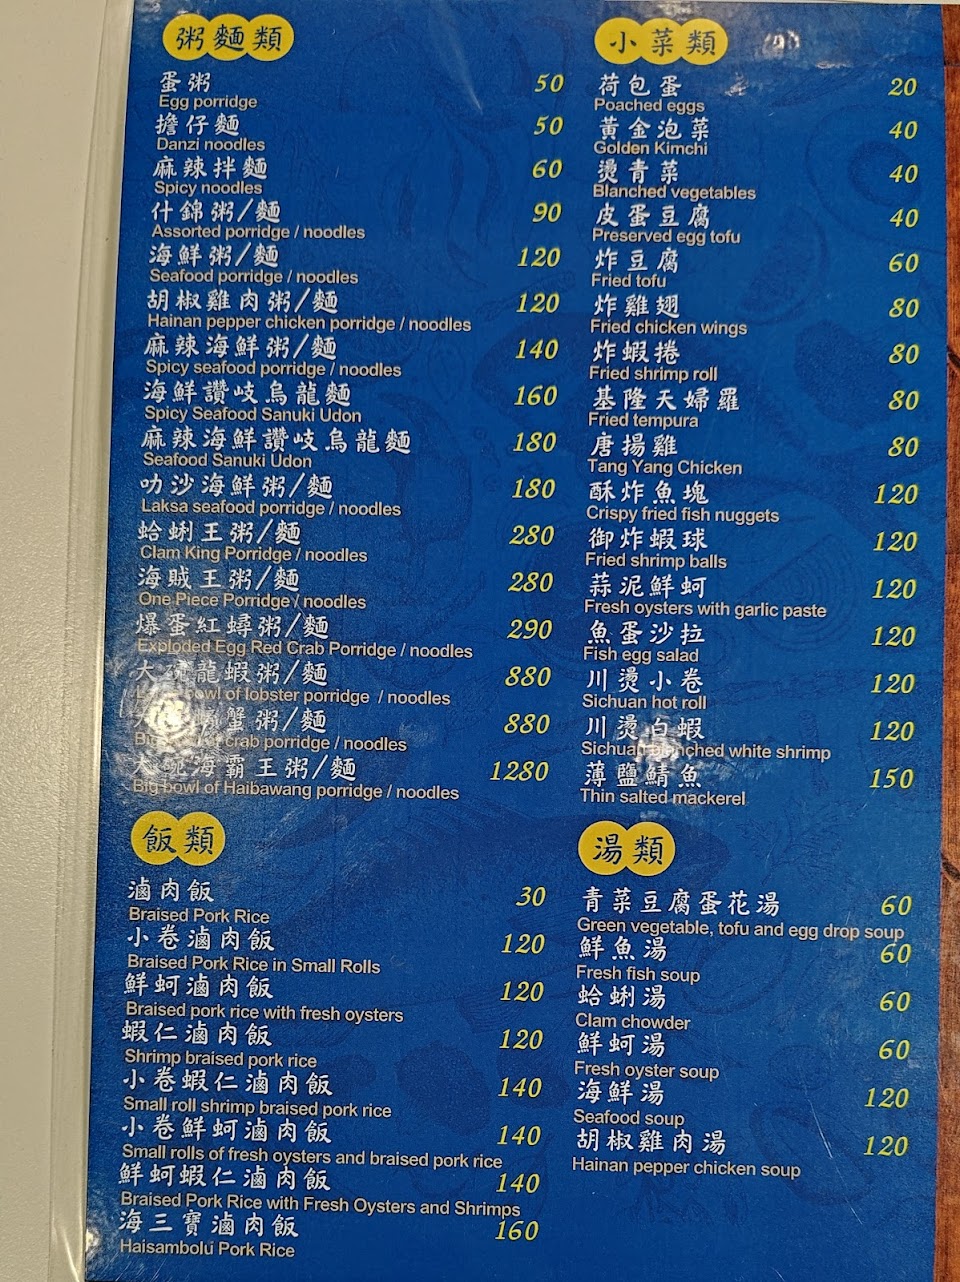 粥麵類
蛋粥 50
Egg porridge
擔仔麵 50
Danzi noodles
麻辣拌麵 60
Spicy noodles
什錦粥/麵 90
Assorted porridge / noodles
海鮮粥/麵 120
Seafood porridge / noodles
胡椒雞肉粥/麵 120
Hainan pepper chicken porridge / noodles
麻辣海鮮粥/麵 140
Spicy seafood porridge / noodles
海鮮讚岐烏龍麵 160
Spicy Seafood Sanuki Udon
麻辣海鮮讚岐烏龍麵 180
Seafood Sanuki Udon
叻沙海鮮粥/麵 180
Laksa seafood porridge / noodles
蛤蜊王粥/麵 280
Clam King Porridge / noodles
海賊王粥/麵 280
One Piece Porridge / noodles
爆蛋紅蟳粥/麵 290
Exploded Egg Red Crab Porridge / noodles
大碗龍蝦粥/麵 880
bowl of lobster porridge / noodles
蟹粥/麵 880
crab porridge / noodles
大碗海霸王粥/麵 1280
Big bowl of Haibawang porridge / noodles
飯類
滷肉飯 30
Braised Pork Rice
小卷滷肉飯 120
Braised Pork Rice in Small Rolls
鮮蚵滷肉飯 120
Braised pork rice with fresh oysters
蝦仁滷肉飯 120
Shrimp braised pork rice
小卷蝦仁滷肉飯 140
Small roll shrimp braised pork rice
小卷鮮蚵滷肉飯 140
Small rolls of fresh oysters and braised pork rice
鮮蚵蝦仁滷肉飯 140
Braised Pork Rice with Fresh Oysters and Shrimps
海三寶滷肉飯 160
Haisambolu Pork Rice
小菜類
荷包蛋 20
Poached eggs
黃金泡菜 40
Golden Kimchi
燙青菜 40
Blanched vegetables
皮蛋豆腐 40
Preserved egg tofu
炸豆腐 60
Fried tofu
炸雞翅 80
Fried chicken wings
炸蝦捲 80
Fried shrimp roll
基隆天婦羅 80
Fried tempura
唐揚雞 80
Tang Yang Chicken
酥炸魚塊 120
Crispy fried fish nuggets
御炸蝦球 120
Fried shrimp balls
蒜泥鮮蚵 120
Fresh oysters with garlic paste
魚蛋沙拉 120
Fish egg salad
川燙小卷 120
Sichuan hot roll
川燙白蝦 120
Sichuan blanched white shrimp
薄鹽鯖魚 150
Thin salted mackerel
湯類
青菜豆腐蛋花湯 60
Green vegetable, tofu and egg drop soup
鮮魚湯 60
Fresh fish soup
蛤蜊湯 60
Clam chowder
鮮蚵湯 60
Fresh oyster soup
海鮮湯 120
Seafood soup
胡椒雞肉湯 120
Hainan pepper chicken soup